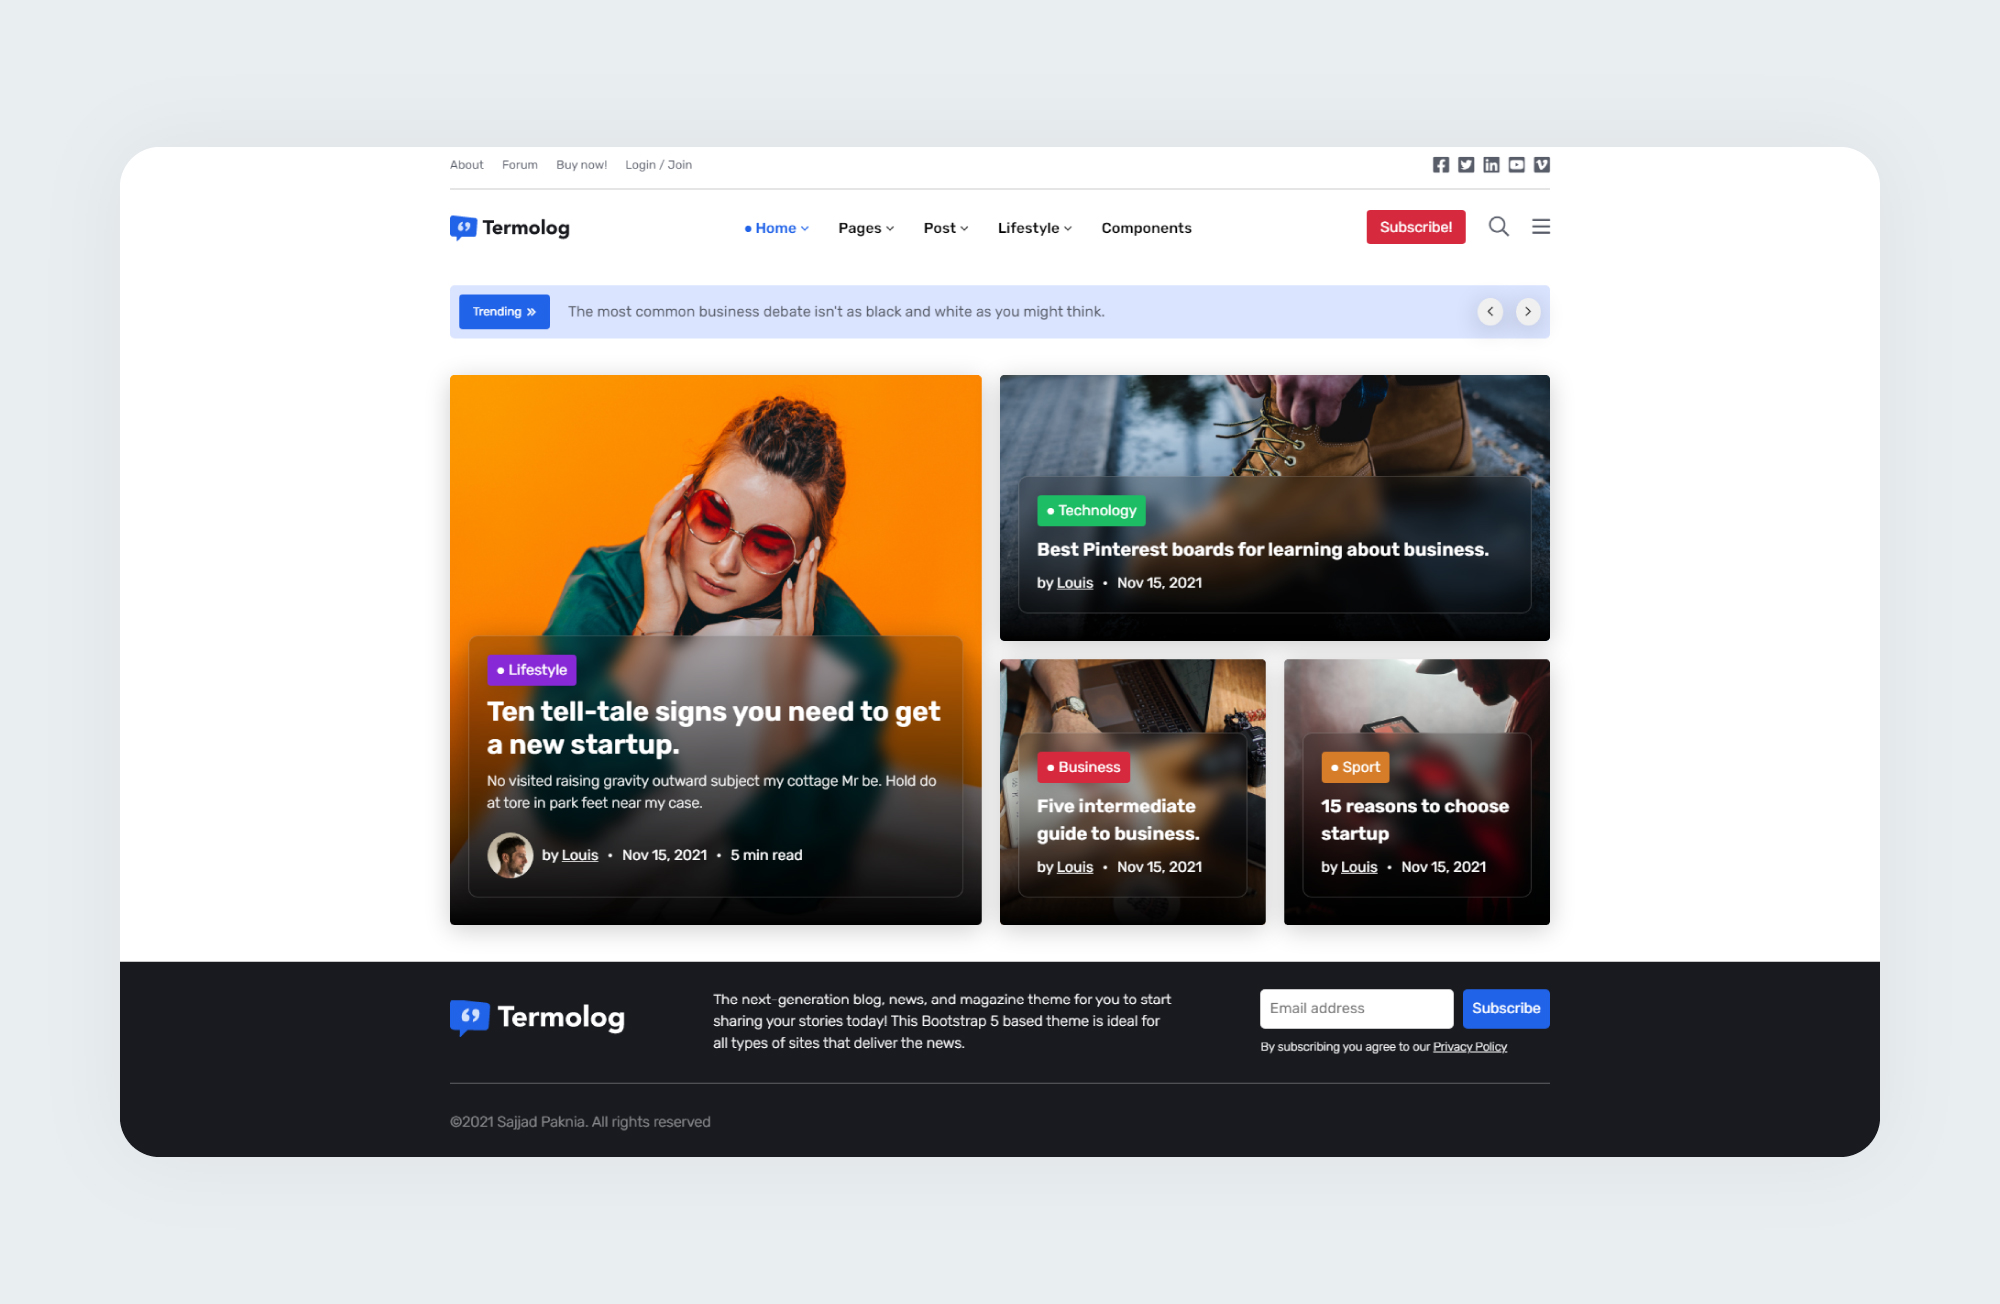 About Forum Buy now! Login / Join
Termolog
Home Pages Post Lifestyle Components
Subscribe!
Trending » The most common business debate isn't as black and white as you might think.
Lifestyle
Ten tell-tale signs you need to get
a new startup.
No visited raising gravity outward subject my cottage Mr be. Hold do
at tore in park feet near my case.
by Louis • Nov 15, 2021 • 5 min read
Technology
Best Pinterest boards for learning about business.
by Louis • Nov 15, 2021
Business
Five intermediate
guide to business.
by Louis • Nov 15, 2021
Sport
15 reasons to choose
startup
by Louis • Nov 15, 2021
Termolog
The next-generation blog, news, and magazine theme for you to start
sharing your stories today! This Bootstrap 5 based theme is ideal for
all types of sites that deliver the news.
Email address
Subscribe
By subscribing you agree to our Privacy Policy
©2021 Sajjad Paknia. All rights reserved